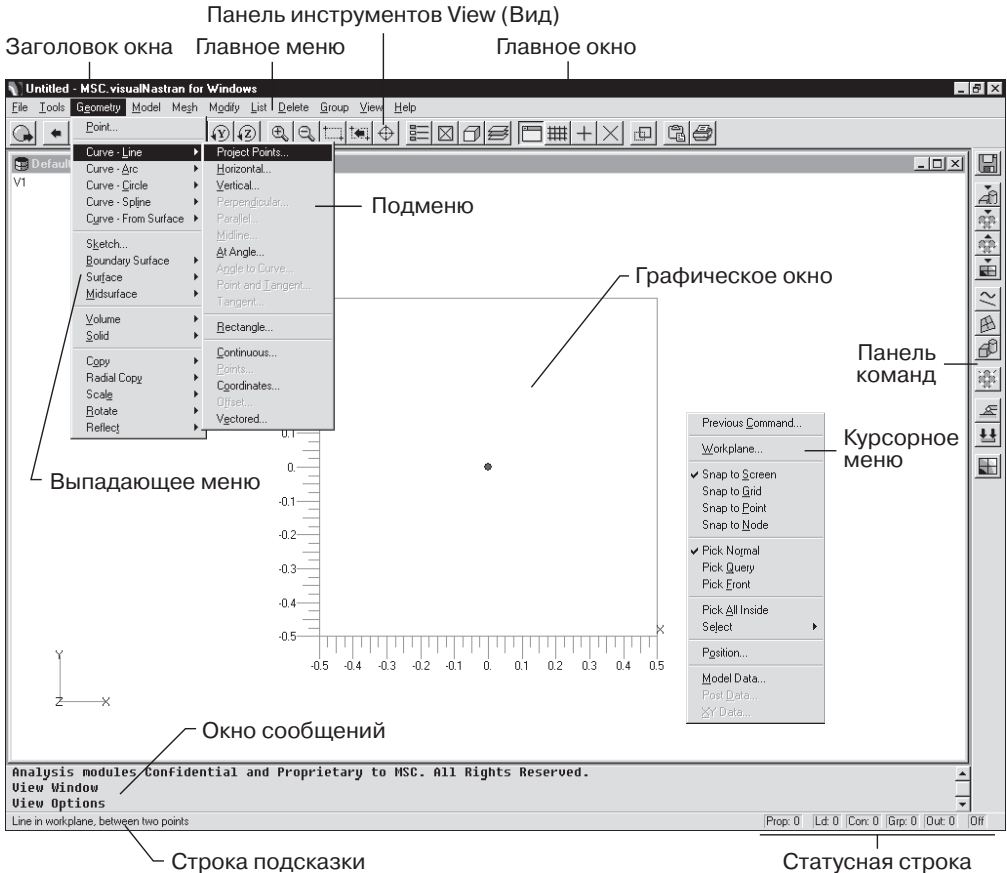 Панель инструментов View (Вид)
Заголовок окна
Главное меню
Главное окно
Untitled - MSC.visualNastran for Windows
File Tools Geometry Model Mesh Modify List Delete Group View Help
Default
V1
Point...
Curve - Line
Curve - Arc
Curve - Circle
Curve - Spline
Curve - From Surface
Sketch...
Boundary Surface
Surface
Midsurface
Volume
Solid
Copy
Radial Copy
Scale
Rotate
Reflect
Project Points...
Horizontal...
Vertical...
Perpendicular...
Parallel...
Midline...
At Angle...
Angle to Curve...
Point and Tangent...
Tangent...
Rectangle...
Continuous...
Points...
Coordinates...
Offset...
Vectored...
Подменю
Графическое окно
Панель
команд
Выпадающее меню
Previous Command...
Workplane...
Snap to Screen
Snap to Grid
Snap to Point
Snap to Node
Pick Normal
Pick Query
Pick Front
Pick All Inside
Select
Position...
Model Data...
Post Data...
XY Data...
Курсорное
меню
0.1
0.
-0.1
-0.2
-0.3
-0.4
-0.5
-0.5 -0.4 -0.3 -0.2 -0.1 0. 0.1 0.2 0.3 0.4 0.5
X
Y
Z X
Окно сообщений
Analysis modules Confidential and Proprietary to MSC. All Rights Reserved.
View Window
View Options
Line in workplane, between two points
Prop: 0 Ld: 0 Con: 0 Grp: 0 Out: 0 Off
Строка подсказки
Статусная строка